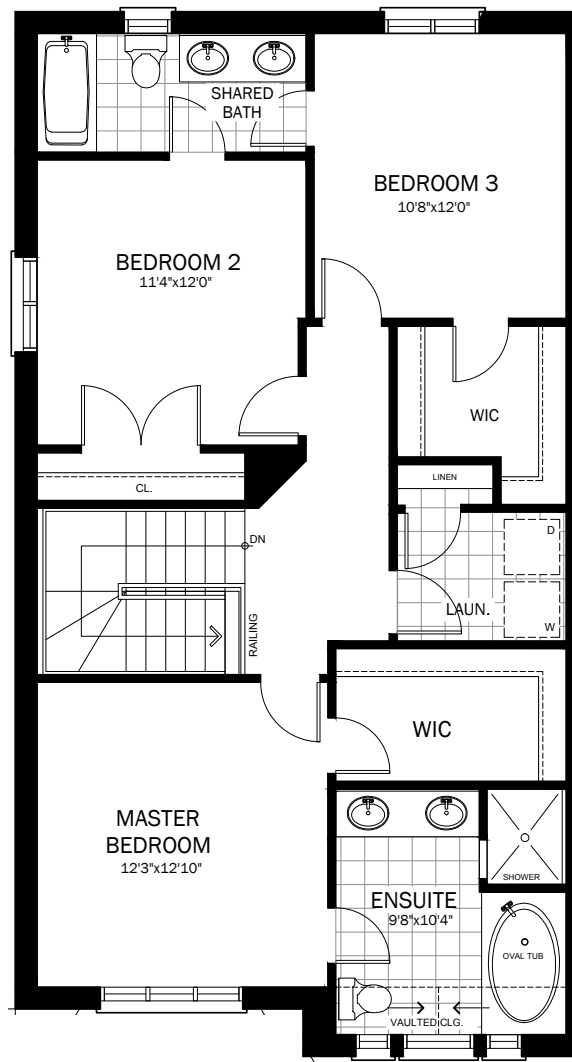 SHARED
BATH
BEDROOM 3
10'8"x12'0"
BEDROOM 2
11'4"x12'0"
WIC
LINEN
CL.
D
DN
LAUN.
W
RAILING
WIC
MASTER
BEDROOM
12'3"x12'10"
SHOWER
ENSUITE
9'8"x10'4"
OVAL TUB
VAULTED CLG.